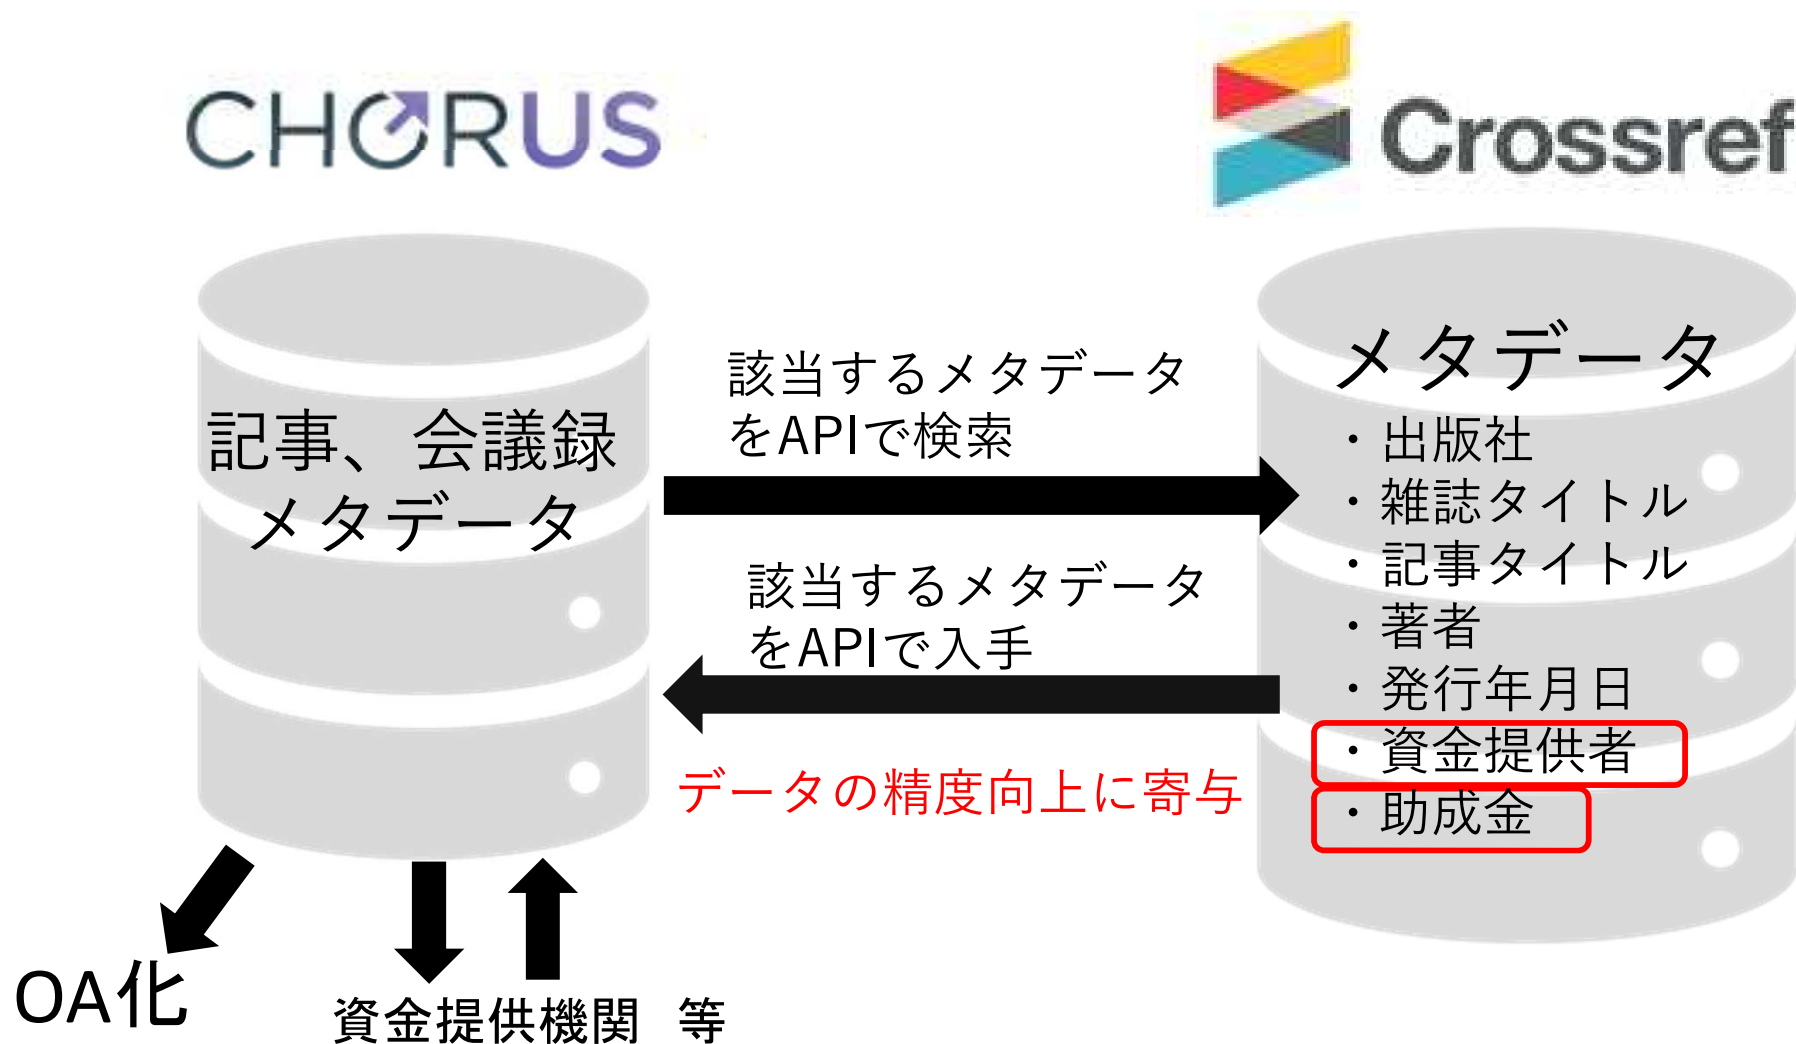 CHORUS
Crossref
記事、会議録
メタデータ
該当するメタデータ
をAPIで検索
該当するメタデータ
をAPIで入手
データの精度向上に寄与
メタデータ
・出版社
・雑誌タイトル
・記事タイトル
・著者
・発行年月日
・資金提供者
・助成金
OA化
資金提供機関　等